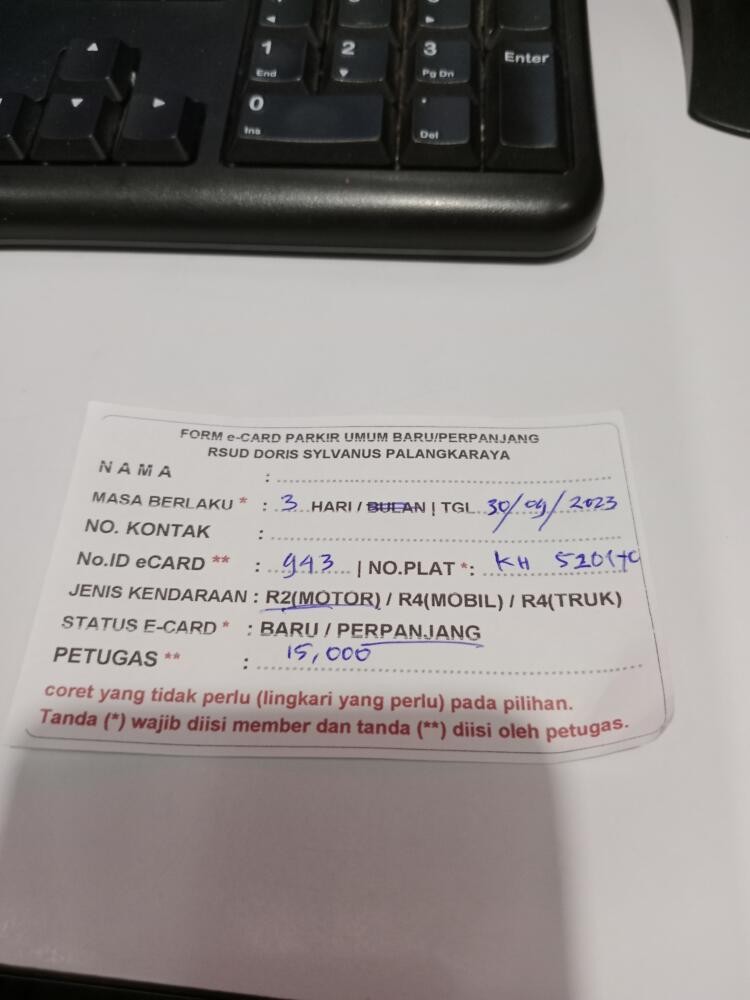 1
End
2
3
Pg Dn
Enter
0
Ins
.
Del
FORM e-CARD PARKIR UMUM BARU/PERPANJANG
RSUD DORIS SYLVANUS PALANGKARAYA
NAMA :
MASA BERLAKU * : 3 HARI / BULAN | TGL 30/09/2023
NO. KONTAK :
No.ID eCARD ** : 943 | NO.PLAT *: KH
JENIS KENDARAAN : R2(MOTOR) / R4(MOBIL) / R4(TRUK)
STATUS E-CARD * : BARU / PERPANJANG
PETUGAS ** : 15,000
coret yang tidak perlu (lingkari yang perlu) pada pilihan.
Tanda (*) wajib diisi member dan tanda (**) diisi oleh petugas.